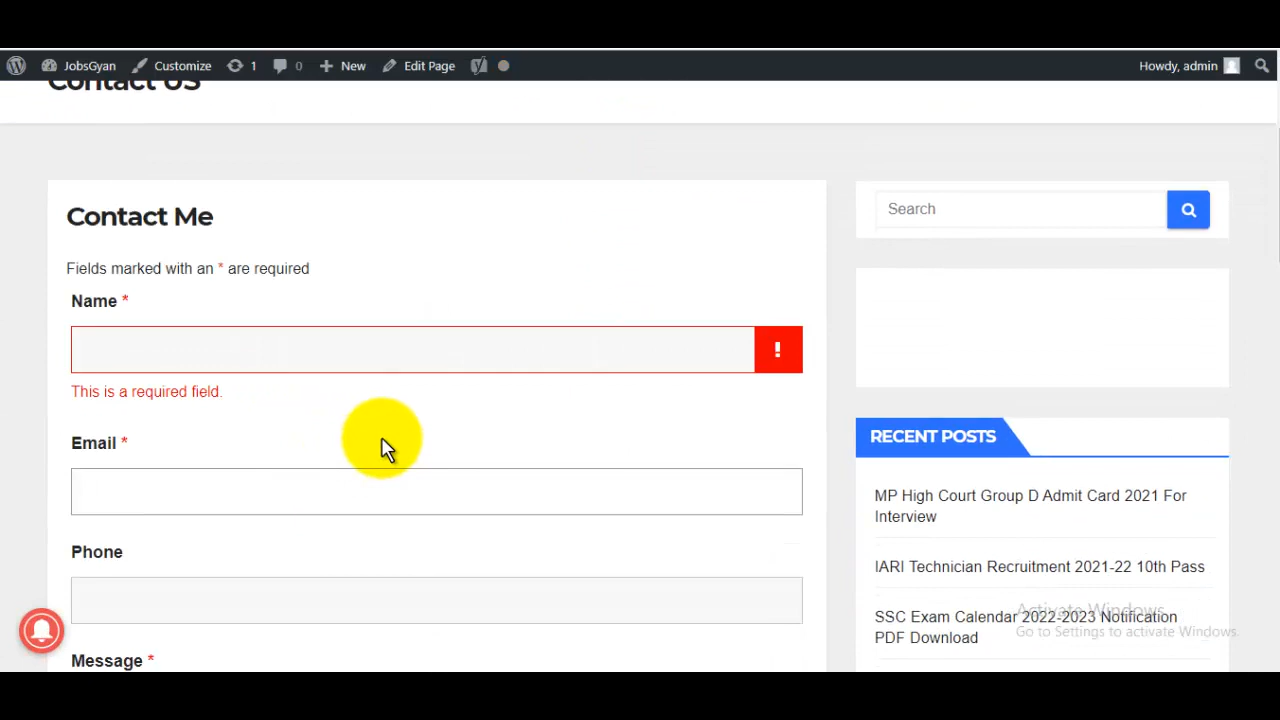 JobsGyan Customize 1 0 New Edit Page Howdy, admin
Contact US
Contact Me
Fields marked with an * are required
Name *
!
This is a required field.
Email *
Phone
Message *
Search
RECENT POSTS
MP High Court Group D Admit Card 2021 For
Interview
IARI Technician Recruitment 2021-22 10th Pass
SSC Exam Calendar 2022-2023 Notification
PDF Download
Activate Windows
Go to Settings to activate Windows.